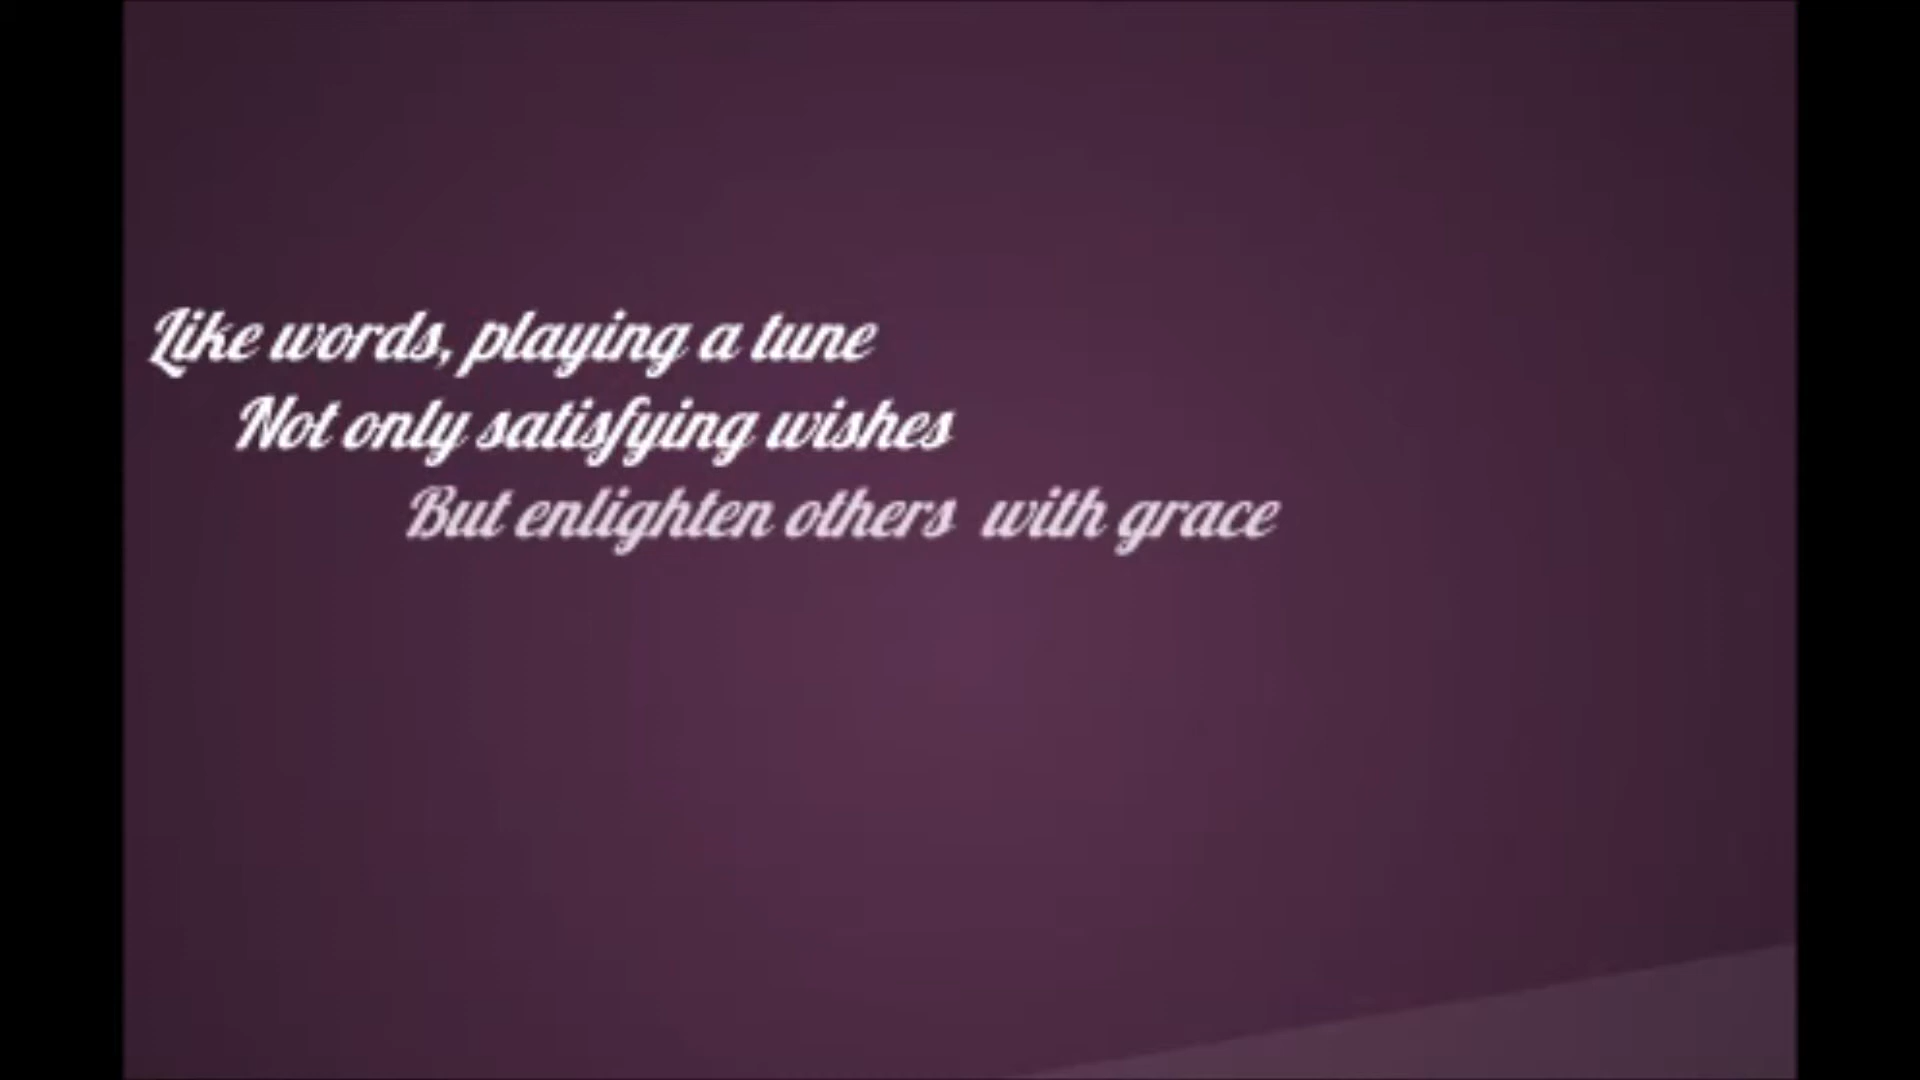 Like words, playing a tune
Not only satisfying wishes
But enlighten others with grace